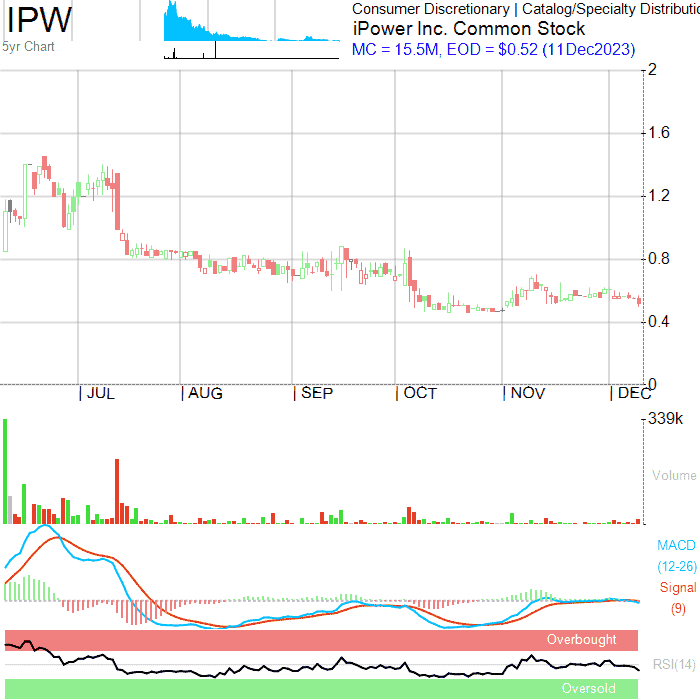 IPW
5yr Chart
Consumer Discretionary | Catalog/Specialty Distributio
iPower Inc. Common Stock
MC = 15.5M, EOD = $0.52 (11Dec2023)
2
1.6
1.2
0.8
0.4
0
| JUL | AUG | SEP | OCT | NOV | DEC
339k
Volume
MACD
(12-26)
Signal
(9)
Overbought
RSI(14)
Oversold